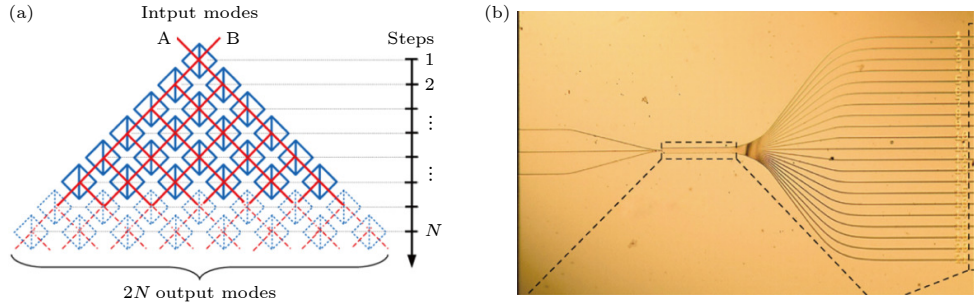 (a)
Intput modes
A B
Steps
1
2
⋮
⋮
N
2N output modes
(b)